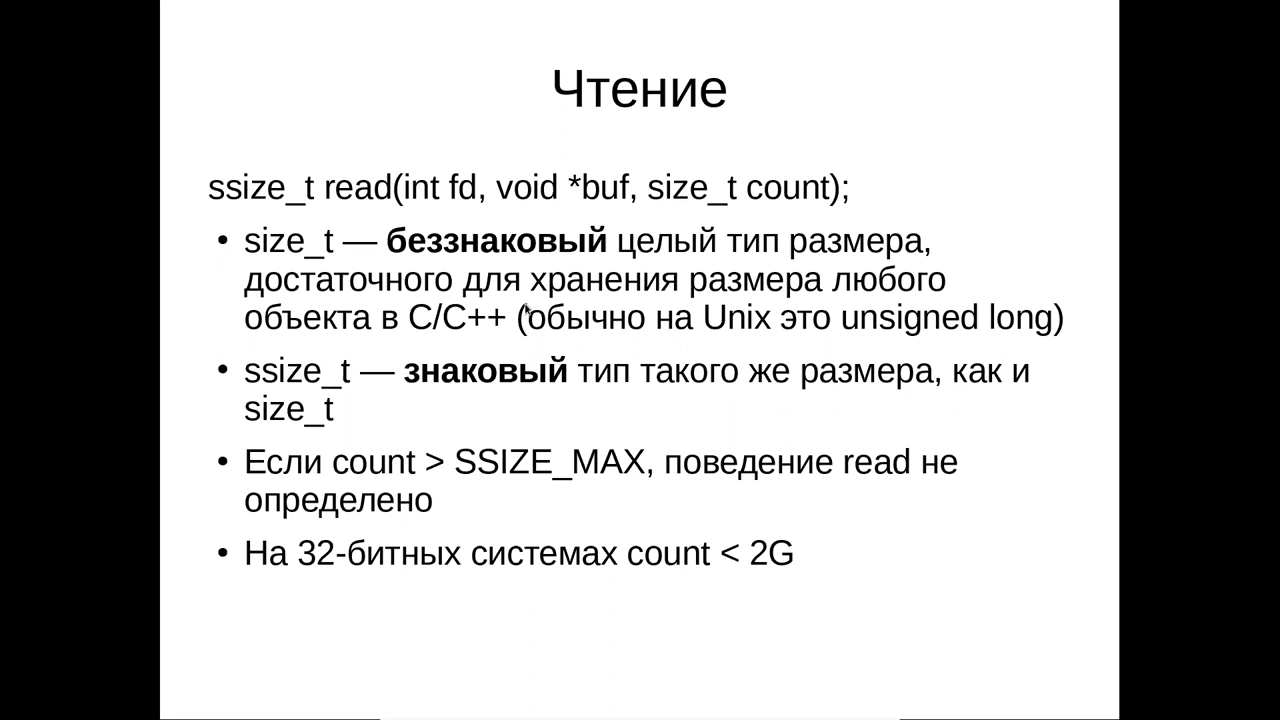 Чтение
ssize_t read(int fd, void *buf, size_t count);
• size_t — беззнаковый целый тип размера,
достаточного для хранения размера любого
объекта в C/C++ (обычно на Unix это unsigned long)
• ssize_t — знаковый тип такого же размера, как и
size_t
• Если count > SSIZE_MAX, поведение read не
определено
• На 32-битных системах count < 2G